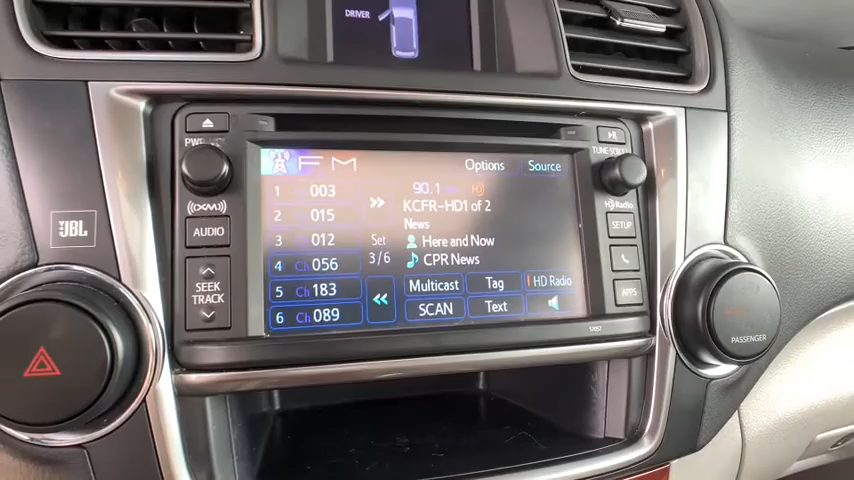 DRIVER
PWR
TUNE·SCROLL
FM
Options
Source
1 003
90.1
((XM))
KCFR-HD1 of 2
HD Radio
2 015
News
JBL
AUDIO
SETUP
3 012
Set
Here and Now
4 Ch 056
3/6
CPR News
SEEK
TRACK
5 Ch 183
Multicast
Tag
HD Radio
APPS
6 Ch 089
SCAN
Text
57057
PASSENGER